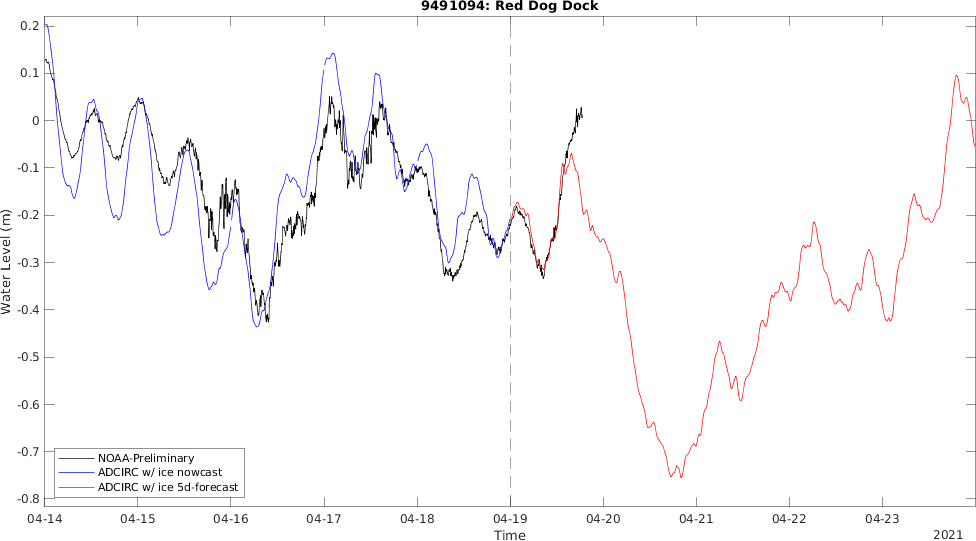 9491094: Red Dog Dock
Water Level (m)
0.2
0.1
0
-0.1
-0.2
-0.3
-0.4
-0.5
-0.6
-0.7
-0.8
NOAA-Preliminary
ADCIRC w/ ice nowcast
ADCIRC w/ ice 5d-forecast
04-14 04-15 04-16 04-17 04-18 04-19 04-20 04-21 04-22 04-23
Time
2021